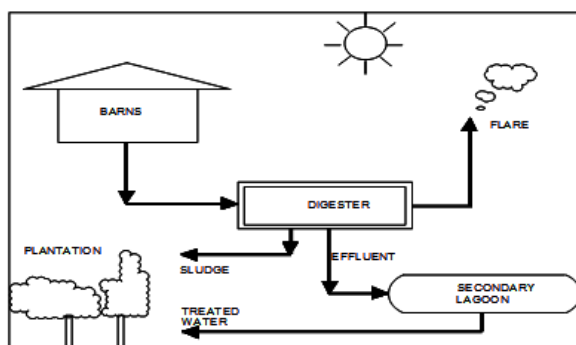 BARNS
FLARE
DIGESTER
PLANTATION
SLUDGE
EFFLUENT
SECONDARY
LAGOON
TREATED
WATER